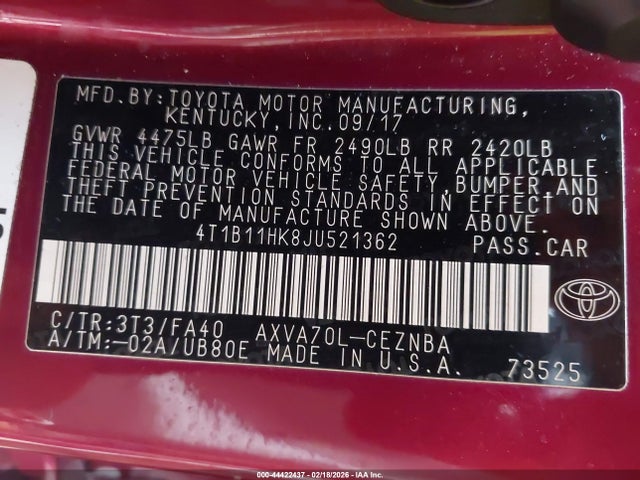 MFD.BY:TOYOTA MOTOR MANUFACTURING,
KENTUCKY,INC.09/17
GVWR 4475LB GAWR FR 2490LB RR 2420LB
THIS VEHICLE CONFORMS TO ALL APPLICABLE
FEDERAL MOTOR VEHICLE SAFETY,BUMPER,AND
THEFT PREVENTION STANDARDS IN EFFECT ON
THE DATE OF MANUFACTURE SHOWN ABOVE.
4T1B11HK8JU521362 PASS.CAR
C/TR:3T3/FA40 AXVA70L-CEZNBA
A/TM:-02A/UB80E MADE IN U.S.A. 73525
000-44422437 - 02/18/2026 - IAA Inc.